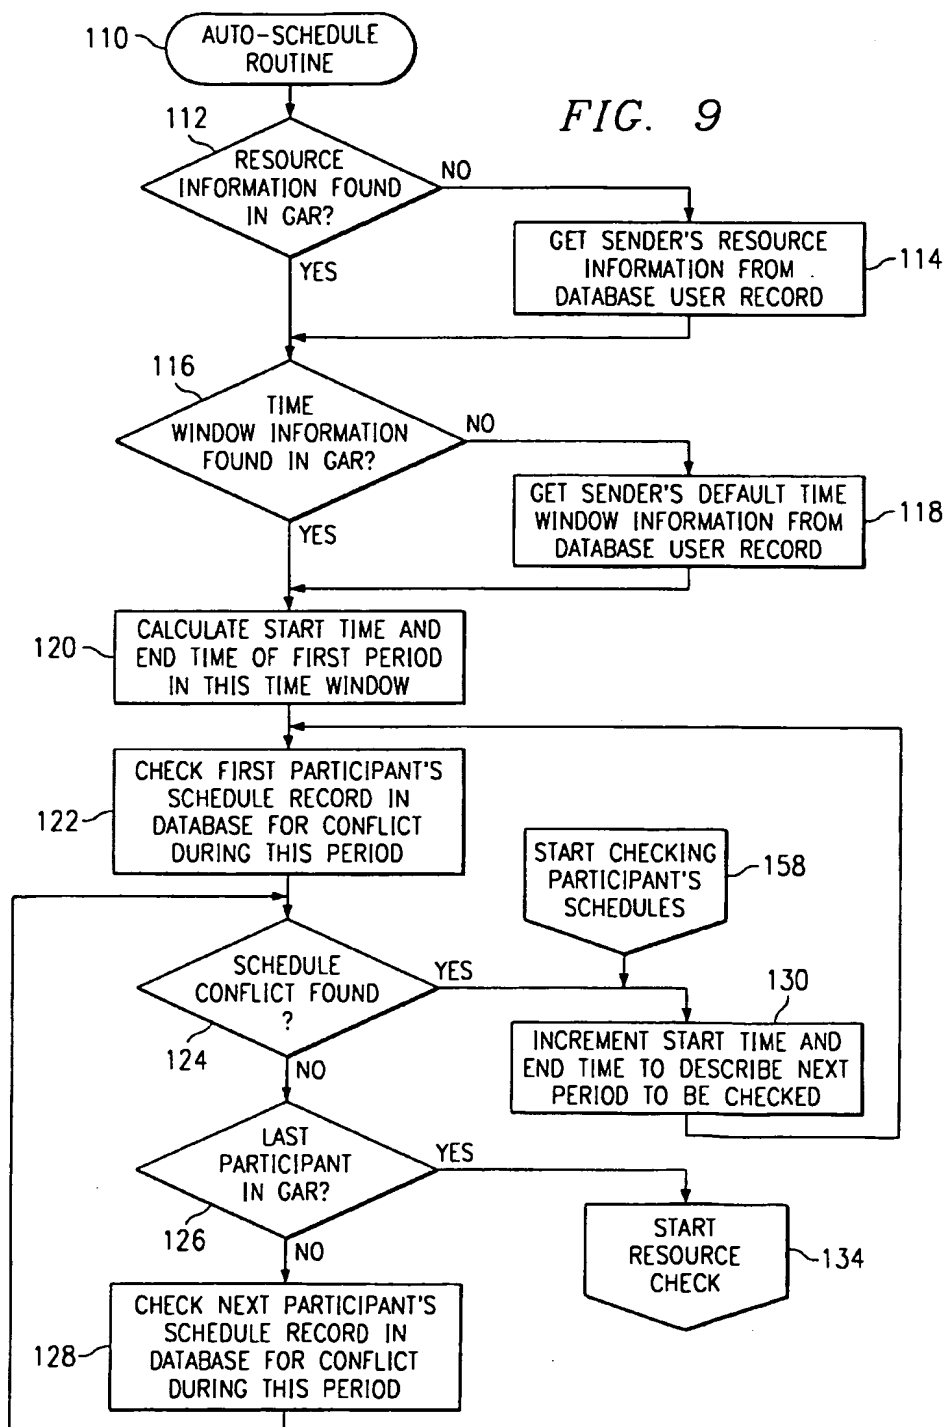 110
AUTO-SCHEDULE
ROUTINE
FIG. 9
112
RESOURCE
INFORMATION FOUND
IN GAR?
NO
YES
GET SENDER'S RESOURCE
INFORMATION FROM
DATABASE USER RECORD
114
116
TIME
WINDOW INFORMATION
FOUND IN GAR?
NO
YES
GET SENDER'S DEFAULT TIME
WINDOW INFORMATION FROM
DATABASE USER RECORD
118
120
CALCULATE START TIME AND
END TIME OF FIRST PERIOD
IN THIS TIME WINDOW
122
CHECK FIRST PARTICIPANT'S
SCHEDULE RECORD IN
DATABASE FOR CONFLICT
DURING THIS PERIOD
START CHECKING
PARTICIPANT'S
SCHEDULES
158
SCHEDULE
CONFLICT FOUND
?
YES
124
NO
130
INCREMENT START TIME AND
END TIME TO DESCRIBE NEXT
PERIOD TO BE CHECKED
LAST
PARTICIPANT
IN GAR?
YES
126
NO
START
RESOURCE
CHECK
134
128
CHECK NEXT PARTICIPANT'S
SCHEDULE RECORD IN
DATABASE FOR CONFLICT
DURING THIS PERIOD